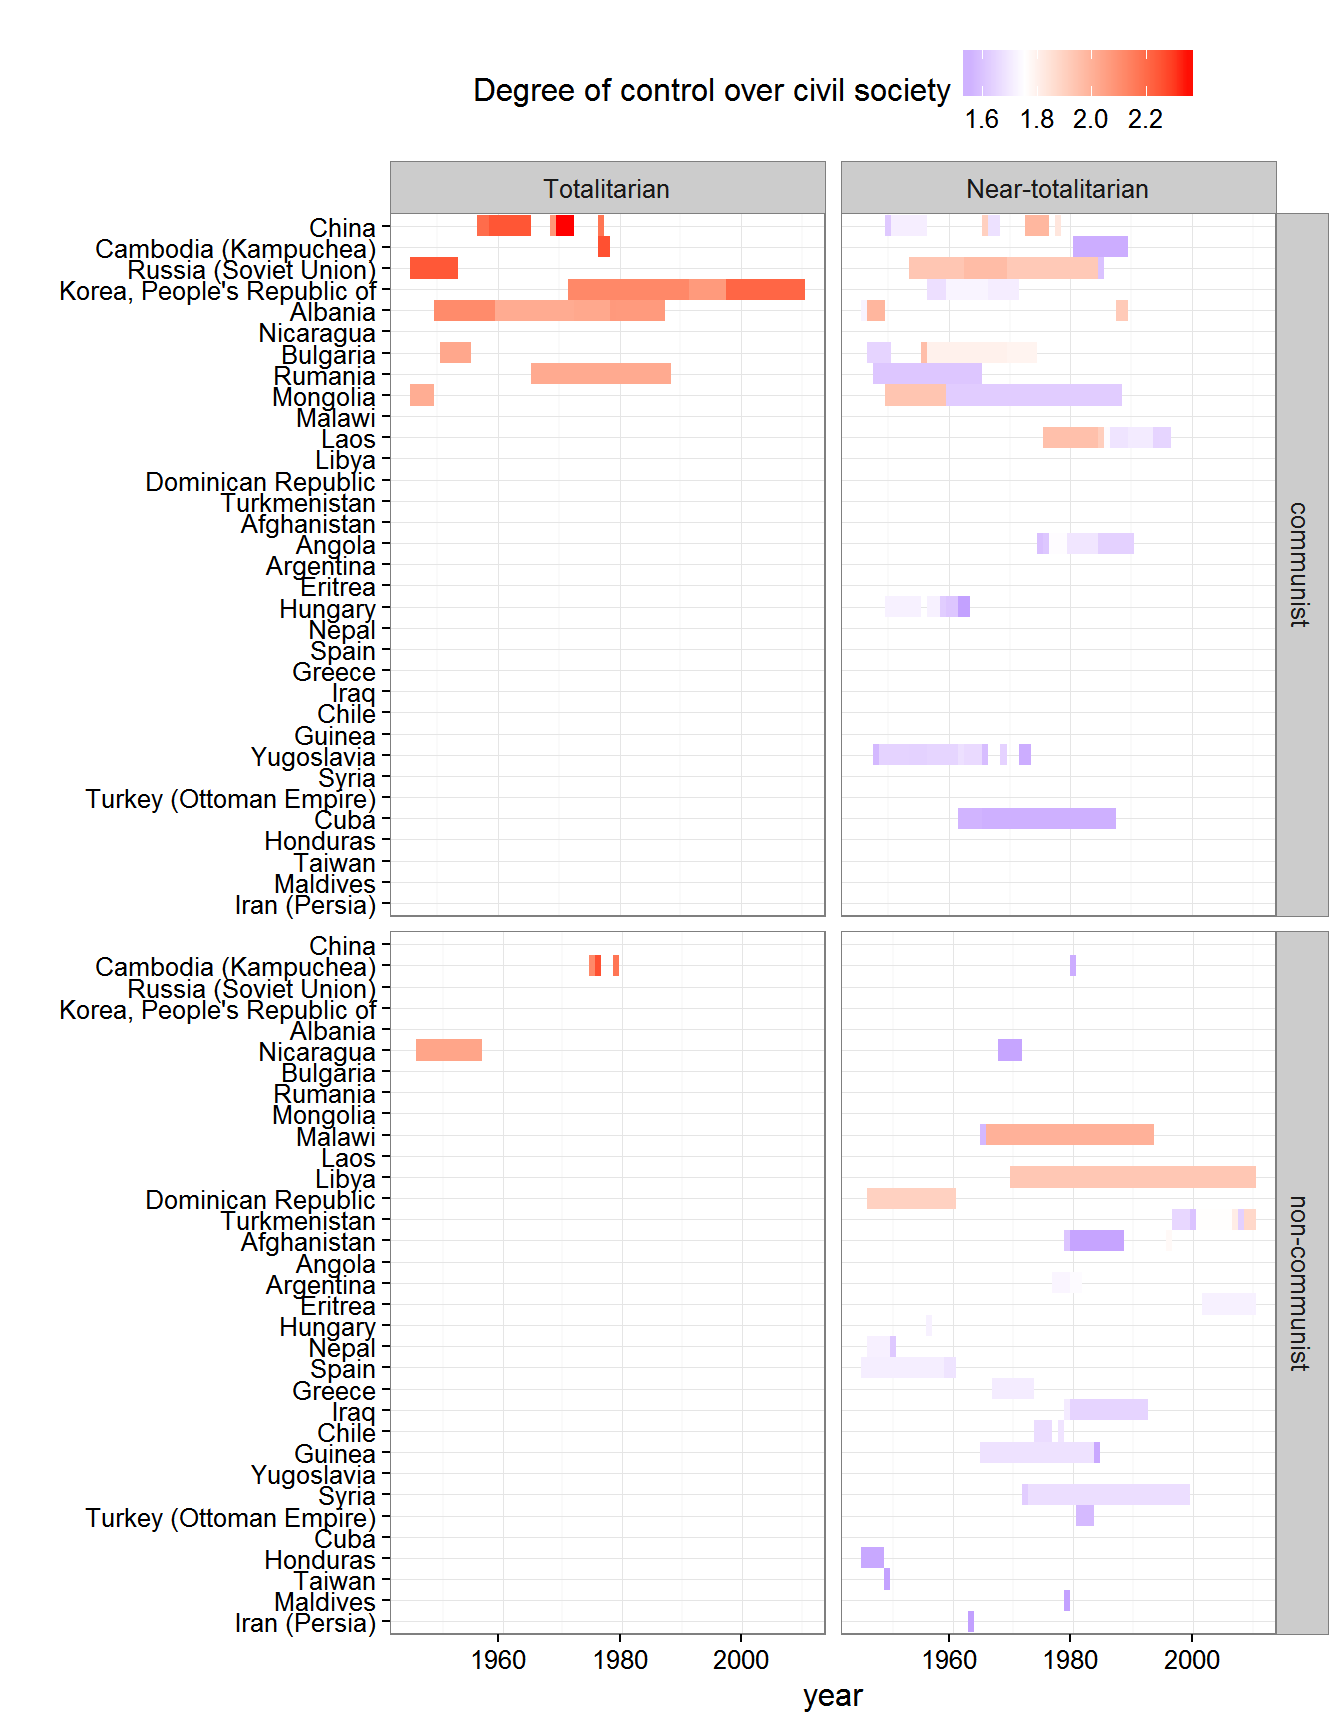 Degree of control over civil society
1.6 1.8 2.0 2.2
Totalitarian Near-totalitarian
China
Cambodia (Kampuchea)
Russia (Soviet Union)
Korea, People's Republic of
Albania
Nicaragua
Bulgaria
Rumania
Mongolia
Malawi
Laos
Libya
Dominican Republic
Turkmenistan
Afghanistan
Angola
Argentina
Eritrea
Hungary
Nepal
Spain
Greece
Iraq
Chile
Guinea
Yugoslavia
Syria
Turkey (Ottoman Empire)
Cuba
Honduras
Taiwan
Maldives
Iran (Persia)
communist
China
Cambodia (Kampuchea)
Russia (Soviet Union)
Korea, People's Republic of
Albania
Nicaragua
Bulgaria
Rumania
Mongolia
Malawi
Laos
Libya
Dominican Republic
Turkmenistan
Afghanistan
Angola
Argentina
Eritrea
Hungary
Nepal
Spain
Greece
Iraq
Chile
Guinea
Yugoslavia
Syria
Turkey (Ottoman Empire)
Cuba
Honduras
Taiwan
Maldives
Iran (Persia)
non-communist
1960 1980 2000 1960 1980 2000
year